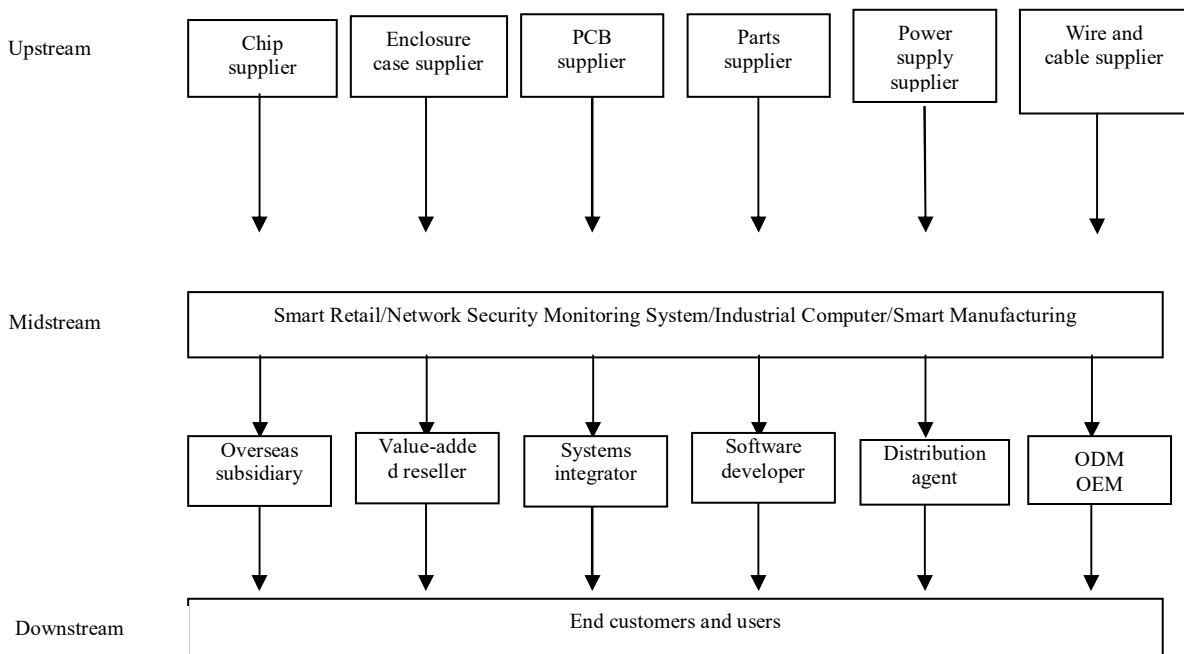 Upstream
Chip
supplier
Enclosure
case supplier
PCB
supplier
Parts
supplier
Power
supply
supplier
Wire and
cable supplier
Midstream
Smart Retail/Network Security Monitoring System/Industrial Computer/Smart Manufacturing
Overseas
subsidiary
Value-adde
d reseller
Systems
integrator
Software
developer
Distribution
agent
ODM
OEM
Downstream
End customers and users